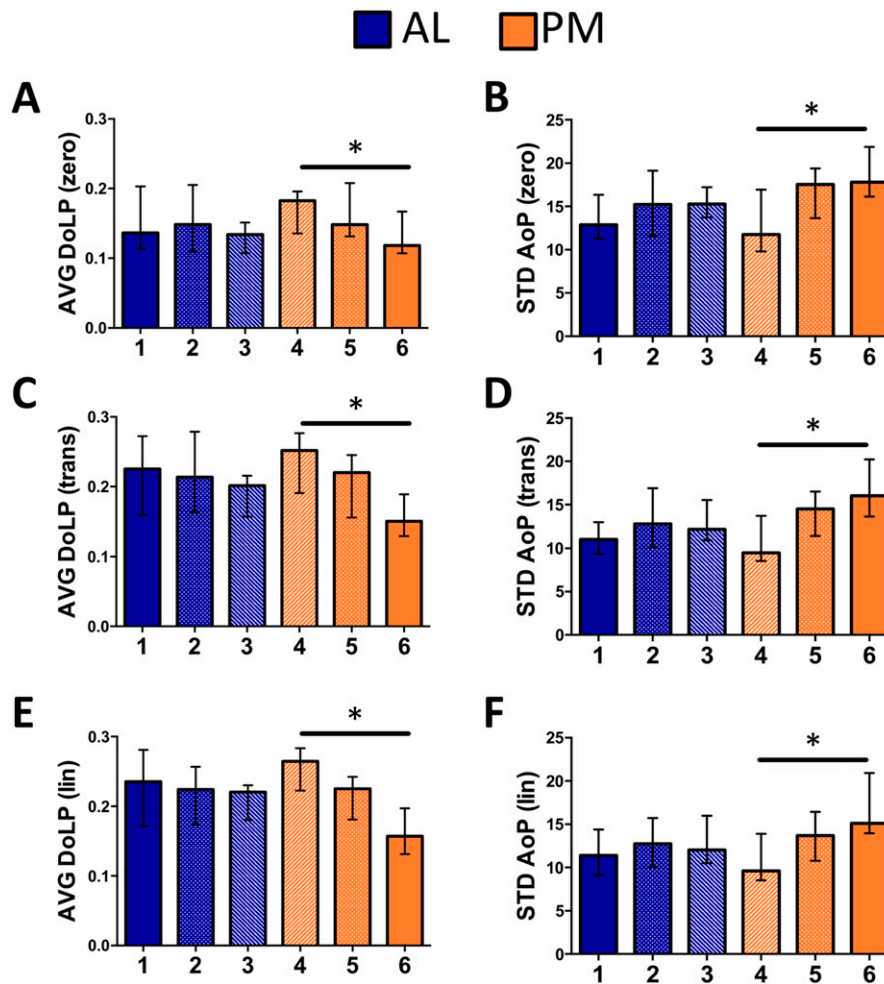 AL PM
A
AVG DoLP (zero)
0.3
0.2
0.1
0.0
*
1 2 3 4 5 6
B
STD AoP (zero)
25
20
15
10
5
0
*
1 2 3 4 5 6
C
AVG DoLP (trans)
0.3
0.2
0.1
0.0
*
1 2 3 4 5 6
D
STD AoP (trans)
25
20
15
10
5
0
*
1 2 3 4 5 6
E
AVG DoLP (lin)
0.3
0.2
0.1
0.0
*
1 2 3 4 5 6
F
STD AoP (lin)
25
20
15
10
5
0
*
1 2 3 4 5 6